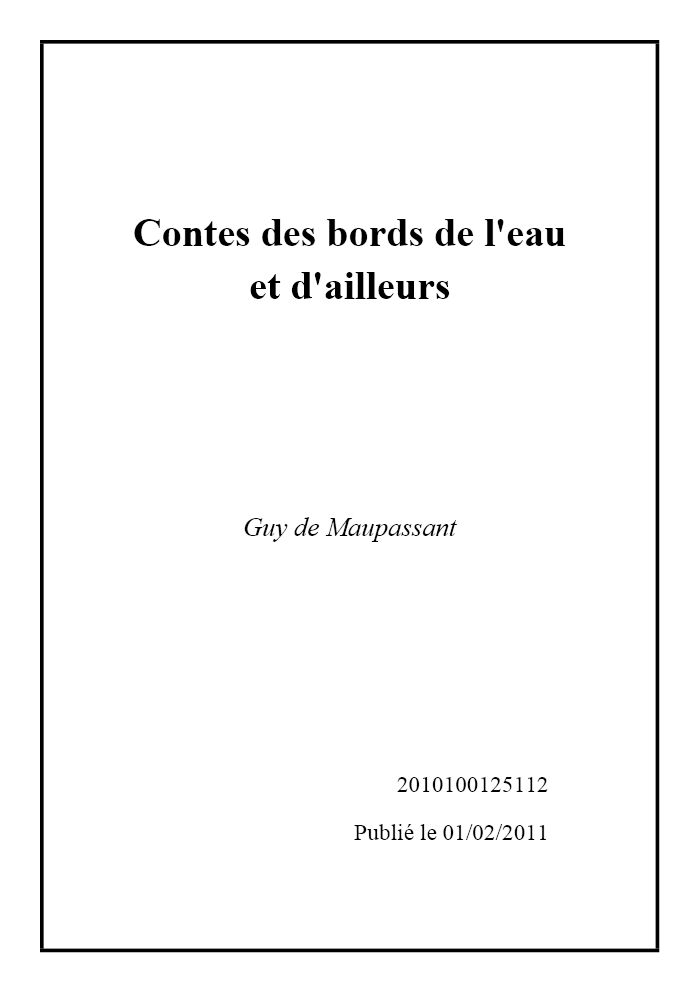 Contes des bords de l'eau
et d'ailleurs
Guy de Maupassant
2010100125112
Publié le 01/02/2011